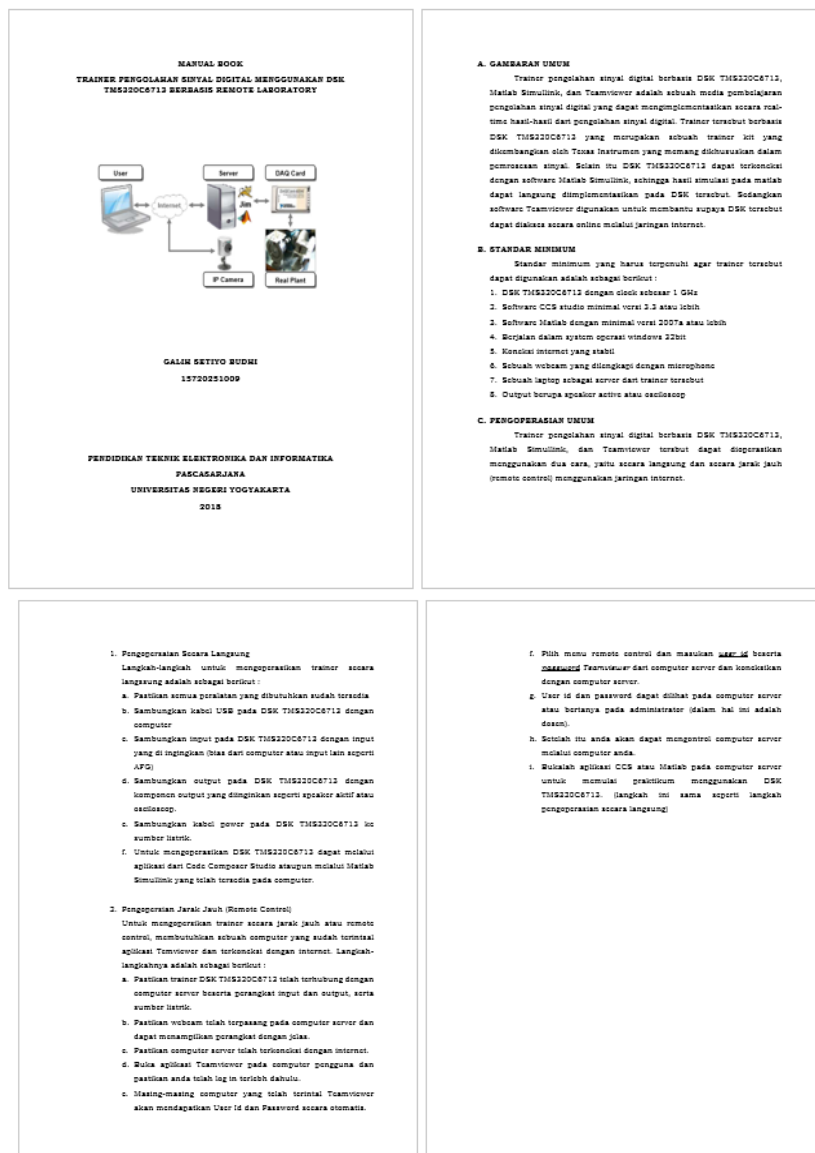 MANUAL BOOK
TRAINER PENGOLAHAN SINYAL DIGITAL MENGGUNAKAN DSK
TMS320C6713 BERBASIS REMOTE LABORATORY
User
Server
DAQ Card
Internet
Jim
IP Camera
Real Plant
GALIH SETIYO BUDHI
15720251009
PENDIDIKAN TEKNIK ELEKTRONIKA DAN INFORMATIKA
PASCASARJANA
UNIVERSITAS NEGERI YOGYAKARTA
2018
A. GAMBARAN UMUM
Trainer pengolahan sinyal digital berbasis DSK TMS320C6713,
Matlab Simullink, dan Teamviewer adalah sebuah media pembelajaran
pengolahan sinyal digital yang dapat mengimplementasikan secara real-
time hasil-hasil dari pengolahan sinyal digital. Trainer tersebut berbasis
DSK TMS320C6713 yang merupakan sebuah trainer kit yang
dikembangkan oleh Texas Instrumen yang memang dikhususkan dalam
pemrosesan sinyal. Selain itu DSK TMS320C6713 dapat terkoneksi
dengan software Matlab Simullink, sehingga hasil simulasi pada matlab
dapat langsung diimplementasikan pada DSK tersebut. Sedangkan
software Teamviewer digunakan untuk membantu supaya DSK tersebut
dapat diakses secara online melalui jaringan internet.
B. STANDAR MINIMUM
Standar minimum yang harus terpenuhi agar trainer tersebut
dapat digunakan adalah sebagai berikut :
1. DSK TMS320C6713 dengan clock sebesar 1 GHz
2. Software CCS studio minimal versi 3.3 atau lebih
3. Software Matlab dengan minimal versi 2007a atau lebih
4. Berjalan dalam system operasi windows 32bit
5. Koneksi internet yang stabil
6. Sebuah webcam yang dilengkapi dengan microphone
7. Sebuah laptop sebagai server dari trainer tersebut
8. Output berupa speaker active atau osciloscop
C. PENGOPERASIAN UMUM
Trainer pengolahan sinyal digital berbasis DSK TMS320C6713,
Matlab Simullink, dan Teamviewer tersbut dapat dioperasikan
menggunakan dua cara, yaitu secara langsung dan secara jarak jauh
(remote control) menggunakan jaringan internet.
1. Pengopersaian Secara Langsung
Langkah-langkah untuk mengoperasikan trainer secara
langssung adalah sebagai berikut :
a. Pastikan semua peralatan yang dibutuhkan sudah tersedia
b. Sambungkan kabel USB pada DSK TMS320C6713 dengan
computer
c. Sambungkan input pada DSK TMS320C6713 dengan input
yang di ingingkan (bias dari computer atau input lain seperti
AFG)
d. Sambungkan output pada DSK TMS320C6713 dengan
komponen output yang diinginkan seperti speaker aktif atau
osciloscop.
e. Sambungkan kabel power pada DSK TMS320C6713 ke
sumber listrik.
f. Untuk mengoperasikan DSK TMS320C6713 dapat melalui
aplikasi dari Code Composer Studio ataupun melalui Matlab
Simullink yang telah tersedia pada computer.
2. Pengopersian Jarak Jauh (Remote Control)
Untuk mengopersikan trainer secara jarak jauh atau remote
control, membutuhkan sebuah computer yang sudah terintsal
aplikasi Temviewer dan terkoneksi dengan internet. Langkah-
langkahnya adalah sebagai berikut :
a. Pastikan trainer DSK TMS320C6713 telah terhubung dengan
computer server beserta perangkat input dan output, serta
sumber listrik.
b. Pastikan webcam telah terpasang pada computer server dan
dapat menampilkan perangkat dengan jelas.
c. Pastikan computer server telah terkoneksi dengan internet.
d. Buka aplikasi Teamviewer pada computer pengguna dan
pastikan anda telah log in terlebh dahulu.
e. Masing-masing computer yang telah terintal Teamviewer
akan mendapatkan User Id dan Password secara otomatis.
f. Pilih menu remote control dan masukan user id beserta
password Teamviewer dari computer server dan koneksikan
dengan computer server.
g. User id dan password dapat dilihat pada computer server
atau bertanya pada administrator (dalam hal ini adalah
dosen).
h. Setelah itu anda akan dapat mengontrol computer server
melalui computer anda.
i. Bukalah aplikasi CCS atau Matlab pada computer server
untuk memulai praktikum menggunakan DSK
TMS320C6713. (langkah ini sama seperti langkah
pengoperasian secara langsung)